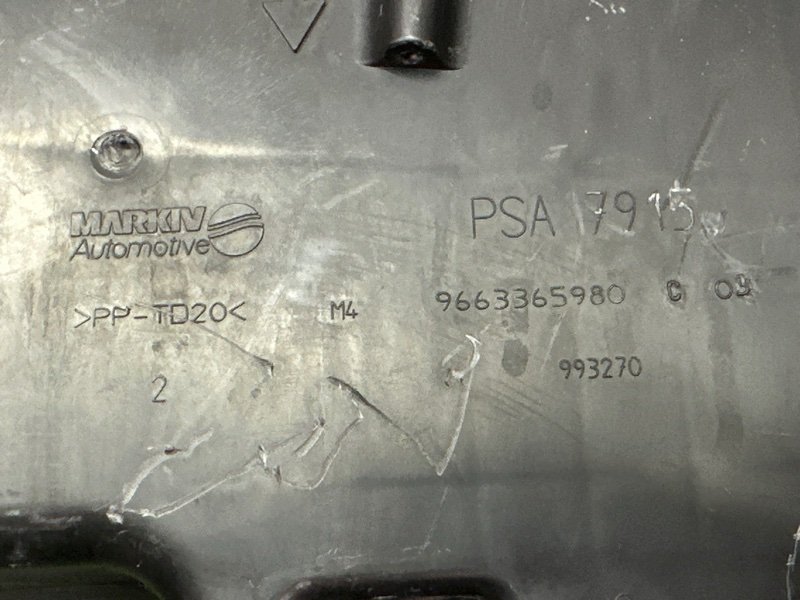 MARKIV
Automotive
PSA 7915
9663365980 C 09
>PP-TD20<
M4
993270
2